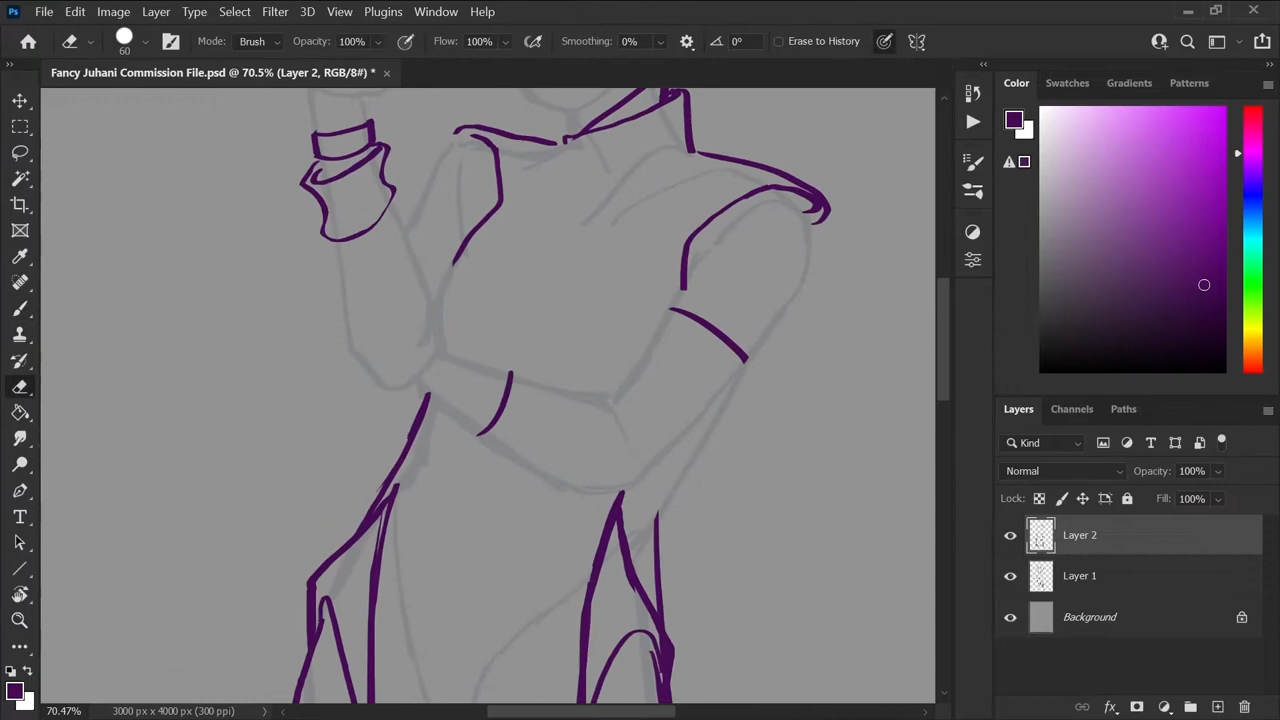 Ps File Edit Image Layer Type Select Filter 3D View Plugins Window Help
60 Mode: Brush Opacity: 100% Flow: 100% Smoothing: 0% 0° Erase to History
Fancy Juhani Commission File.psd @ 70.5% (Layer 2, RGB/8#) * ×
Color Swatches Gradients Patterns
Layers Channels Paths
Kind
Normal Opacity: 100%
Lock: Fill: 100%
Layer 2
Layer 1
Background
70.47% 3000 px x 4000 px (300 ppi)